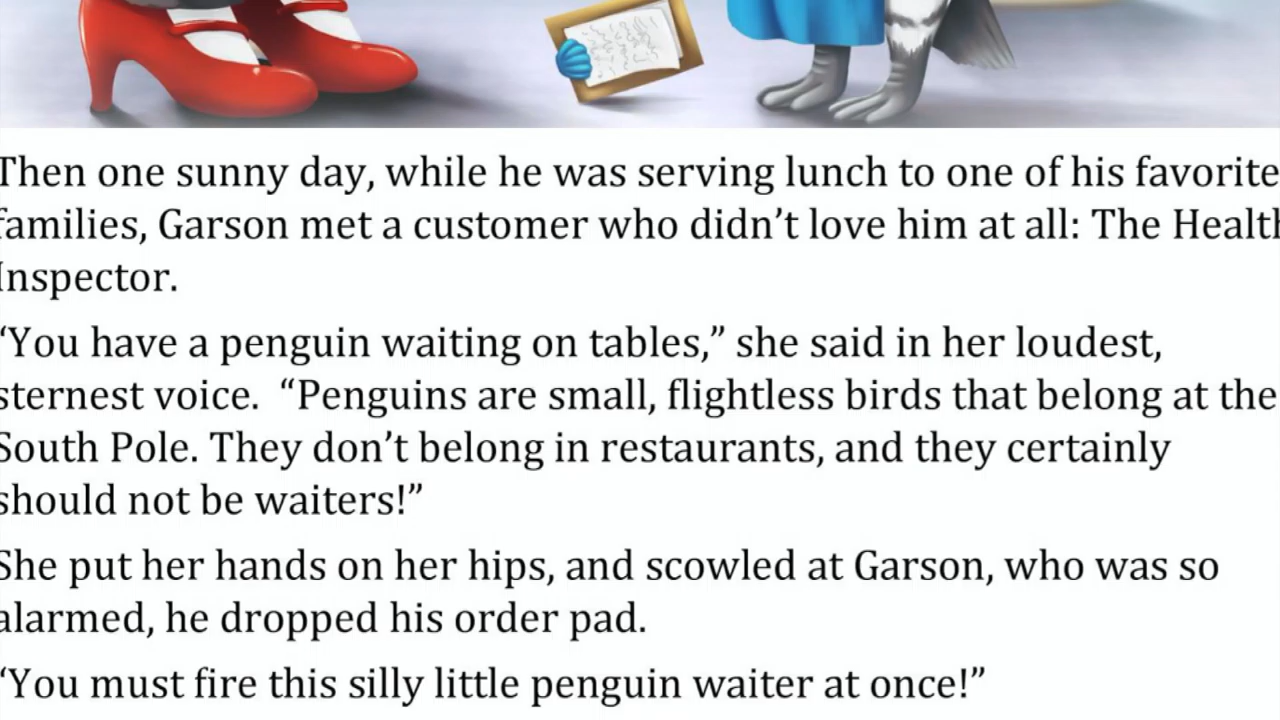 Then one sunny day, while he was serving lunch to one of his favorite
families, Garson met a customer who didn’t love him at all: The Health
Inspector.
“You have a penguin waiting on tables,” she said in her loudest,
sternest voice.  “Penguins are small, flightless birds that belong at the
South Pole. They don’t belong in restaurants, and they certainly
should not be waiters!”
She put her hands on her hips, and scowled at Garson, who was so
alarmed, he dropped his order pad.
“You must fire this silly little penguin waiter at once!”